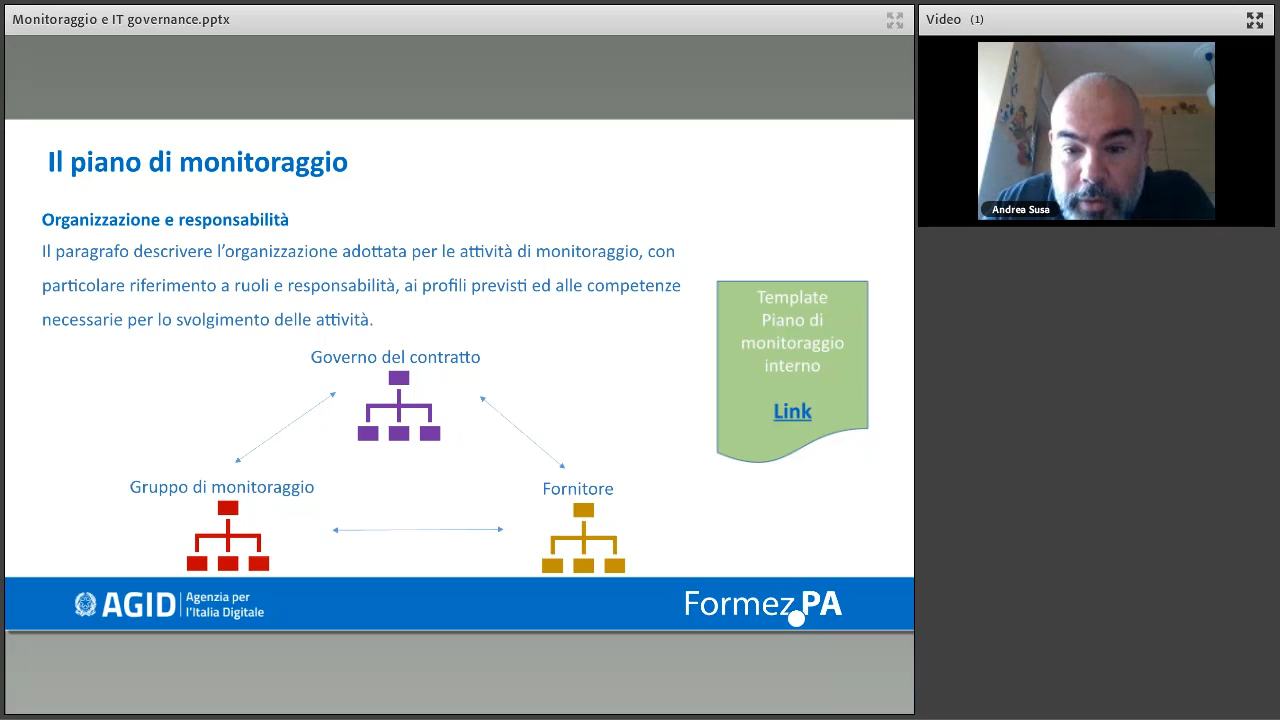 Monitoraggio e IT governance.pptx
Video (1)
Andrea Susa
Il piano di monitoraggio
Organizzazione e responsabilità
Il paragrafo descrivere l'organizzazione adottata per le attività di monitoraggio, con
particolare riferimento a ruoli e responsabilità, ai profili previsti ed alle competenze
necessarie per lo svolgimento delle attività.
Template
Piano di
monitoraggio
interno
Link
Governo del contratto
Gruppo di monitoraggio
Fornitore
AGID
Agenzia per
l'Italia Digitale
Formez PA